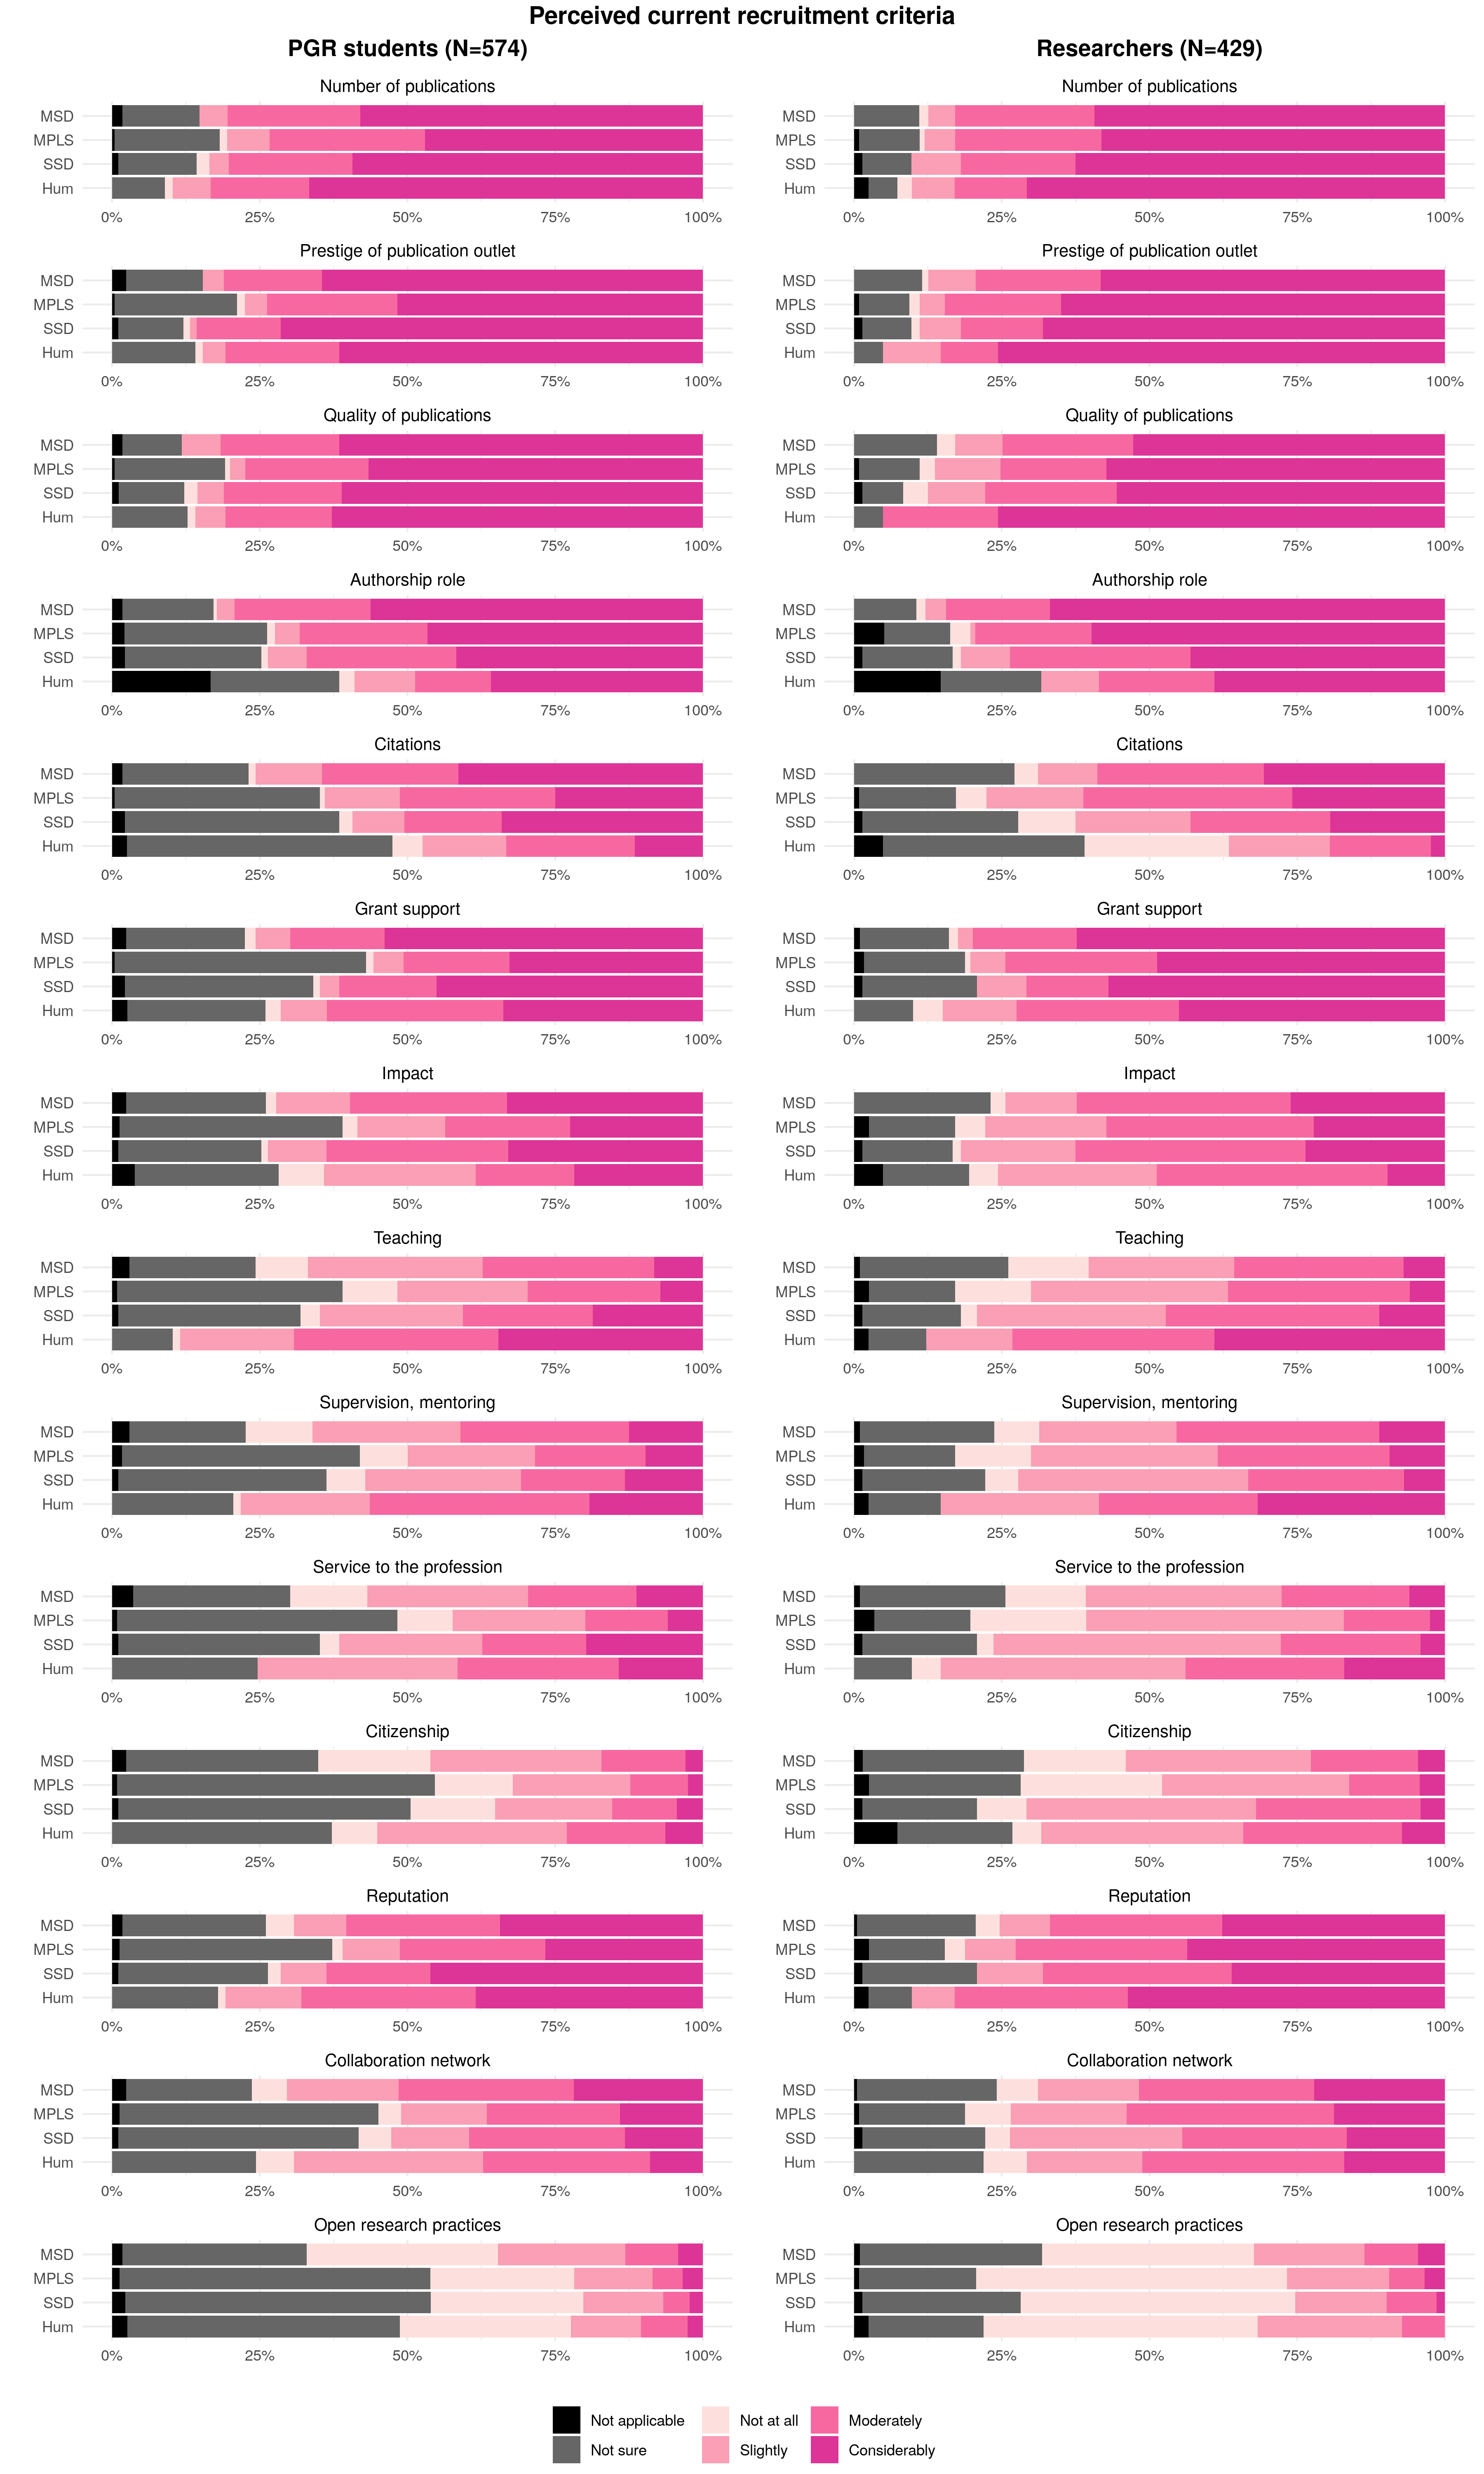 Perceived current recruitment criteria
PGR students (N=574) Researchers (N=429)
Number of publications Number of publications
MSD MSD
MPLS MPLS
SSD SSD
Hum Hum
0% 25% 50% 75% 100% 0% 25% 50% 75% 100%
Prestige of publication outlet Prestige of publication outlet
MSD MSD
MPLS MPLS
SSD SSD
Hum Hum
0% 25% 50% 75% 100% 0% 25% 50% 75% 100%
Quality of publications Quality of publications
MSD MSD
MPLS MPLS
SSD SSD
Hum Hum
0% 25% 50% 75% 100% 0% 25% 50% 75% 100%
Authorship role Authorship role
MSD MSD
MPLS MPLS
SSD SSD
Hum Hum
0% 25% 50% 75% 100% 0% 25% 50% 75% 100%
Citations Citations
MSD MSD
MPLS MPLS
SSD SSD
Hum Hum
0% 25% 50% 75% 100% 0% 25% 50% 75% 100%
Grant support Grant support
MSD MSD
MPLS MPLS
SSD SSD
Hum Hum
0% 25% 50% 75% 100% 0% 25% 50% 75% 100%
Impact Impact
MSD MSD
MPLS MPLS
SSD SSD
Hum Hum
0% 25% 50% 75% 100% 0% 25% 50% 75% 100%
Teaching Teaching
MSD MSD
MPLS MPLS
SSD SSD
Hum Hum
0% 25% 50% 75% 100% 0% 25% 50% 75% 100%
Supervision, mentoring Supervision, mentoring
MSD MSD
MPLS MPLS
SSD SSD
Hum Hum
0% 25% 50% 75% 100% 0% 25% 50% 75% 100%
Service to the profession Service to the profession
MSD MSD
MPLS MPLS
SSD SSD
Hum Hum
0% 25% 50% 75% 100% 0% 25% 50% 75% 100%
Citizenship Citizenship
MSD MSD
MPLS MPLS
SSD SSD
Hum Hum
0% 25% 50% 75% 100% 0% 25% 50% 75% 100%
Reputation Reputation
MSD MSD
MPLS MPLS
SSD SSD
Hum Hum
0% 25% 50% 75% 100% 0% 25% 50% 75% 100%
Collaboration network Collaboration network
MSD MSD
MPLS MPLS
SSD SSD
Hum Hum
0% 25% 50% 75% 100% 0% 25% 50% 75% 100%
Open research practices Open research practices
MSD MSD
MPLS MPLS
SSD SSD
Hum Hum
0% 25% 50% 75% 100% 0% 25% 50% 75% 100%
Not applicable Not at all Moderately
Not sure Slightly Considerably